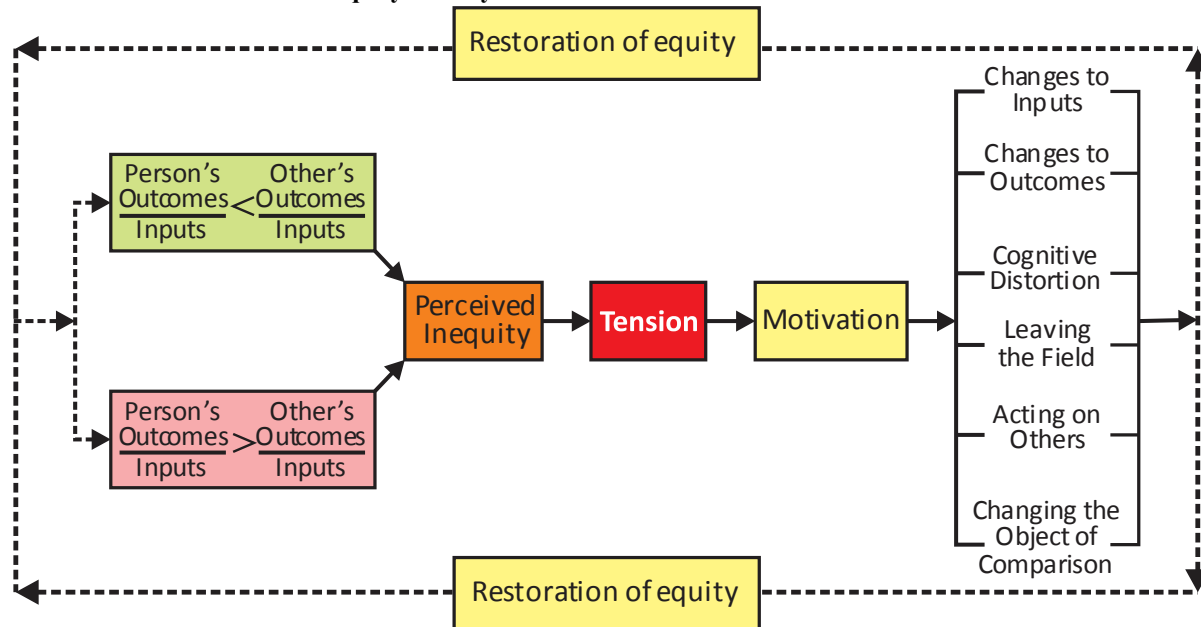 Restoration of equity
Person's Other's
Outcomes < Outcomes
Inputs Inputs
Person's Other's
Outcomes > Outcomes
Inputs Inputs
Perceived
Inequity
Tension
Motivation
Changes to
Inputs
Changes to
Outcomes
Cognitive
Distortion
Leaving
the Field
Acting on
Others
Changing the
Object of
Comparison
Restoration of equity